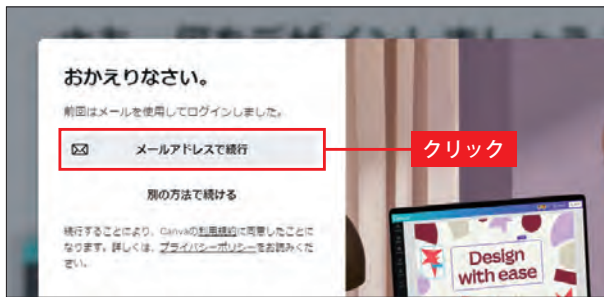 おかえりなさい。
前回はメールを使用してログインしました。
メールアドレスで続行
クリック
別の方法で続ける
続行することにより、Canvaの利用規約に同意したことに
なります。詳しくは、プライバシーポリシーをお読みくだ
さい。
Design
with ease